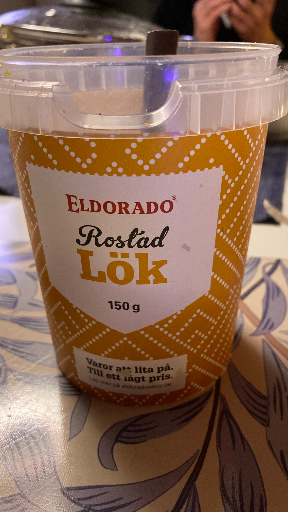 ELDORADO
Rostad
Lök
150 g
Varor att lita på.
Till ett lågt pris.